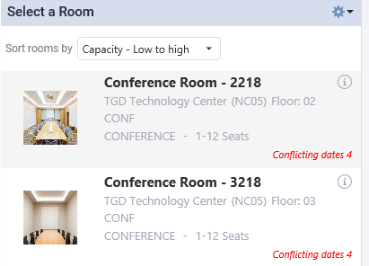 Select a Room
Sort rooms by Capacity - Low to high
Conference Room - 2218
TGD Technology Center (NC05) Floor: 02
CONF
CONFERENCE - 1-12 Seats
Conflicting dates 4
Conference Room - 3218
TGD Technology Center (NC05) Floor: 03
CONF
CONFERENCE - 1-12 Seats
Conflicting dates 4